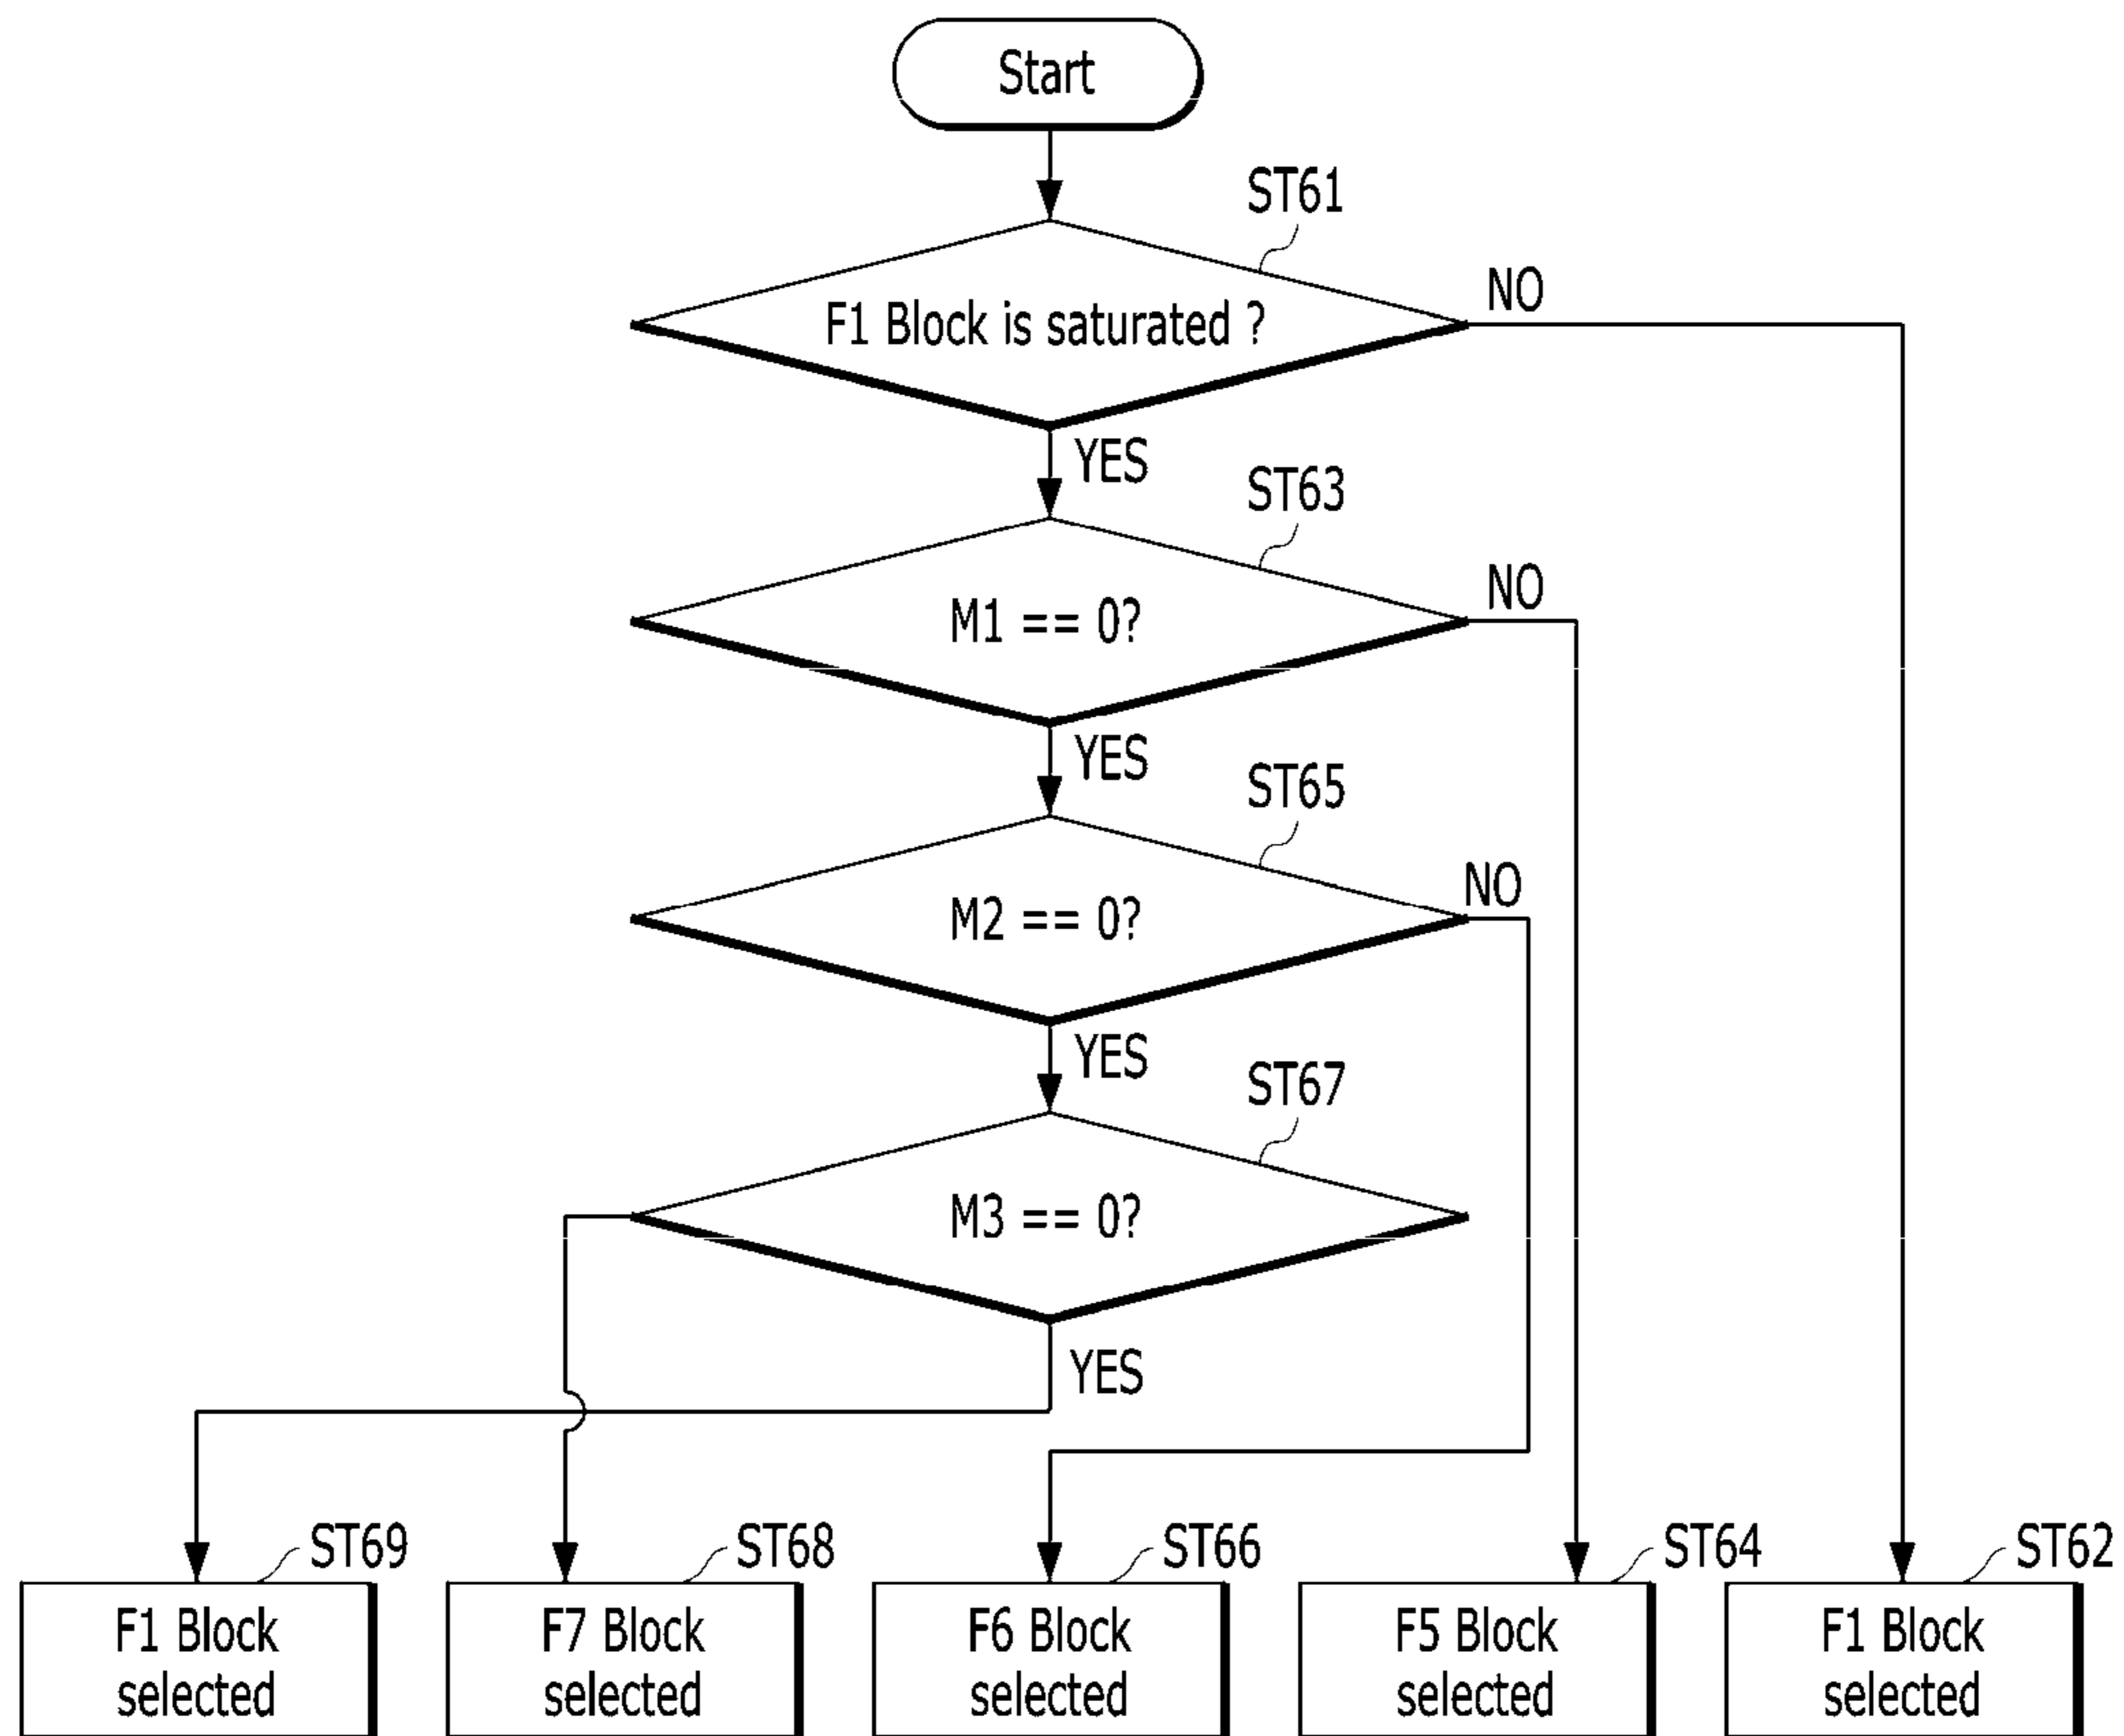 Start
ST61
F1 Block is saturated ?
NO
YES
ST63
M1 == 0?
NO
YES
ST65
M2 == 0?
NO
YES
ST67
M3 == 0?
YES
ST69
F1 Block
selected
ST68
F7 Block
selected
ST66
F6 Block
selected
ST64
F5 Block
selected
ST62
F1 Block
selected